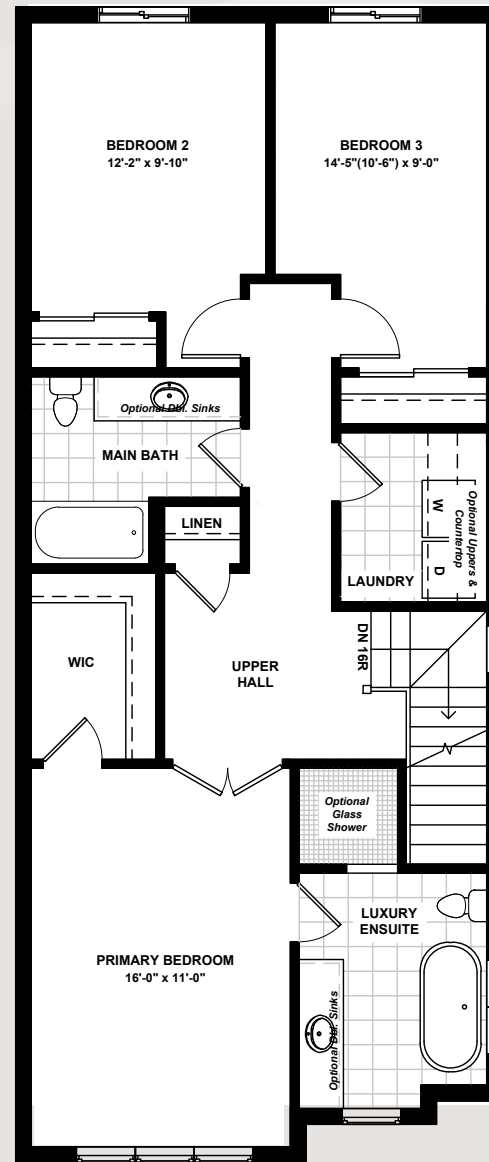 BEDROOM 2
12'-2" x 9'-10"
BEDROOM 3
14'-5"(10'-6") x 9'-0"
Optional Dbl. Sinks
MAIN BATH
LINEN
Optional Uppers &
Countertop
W
D
LAUNDRY
DN 16R
WIC
UPPER
HALL
Optional
Glass
Shower
LUXURY
ENSUITE
PRIMARY BEDROOM
16'-0" x 11'-0"
Optional Dbl. Sinks
N